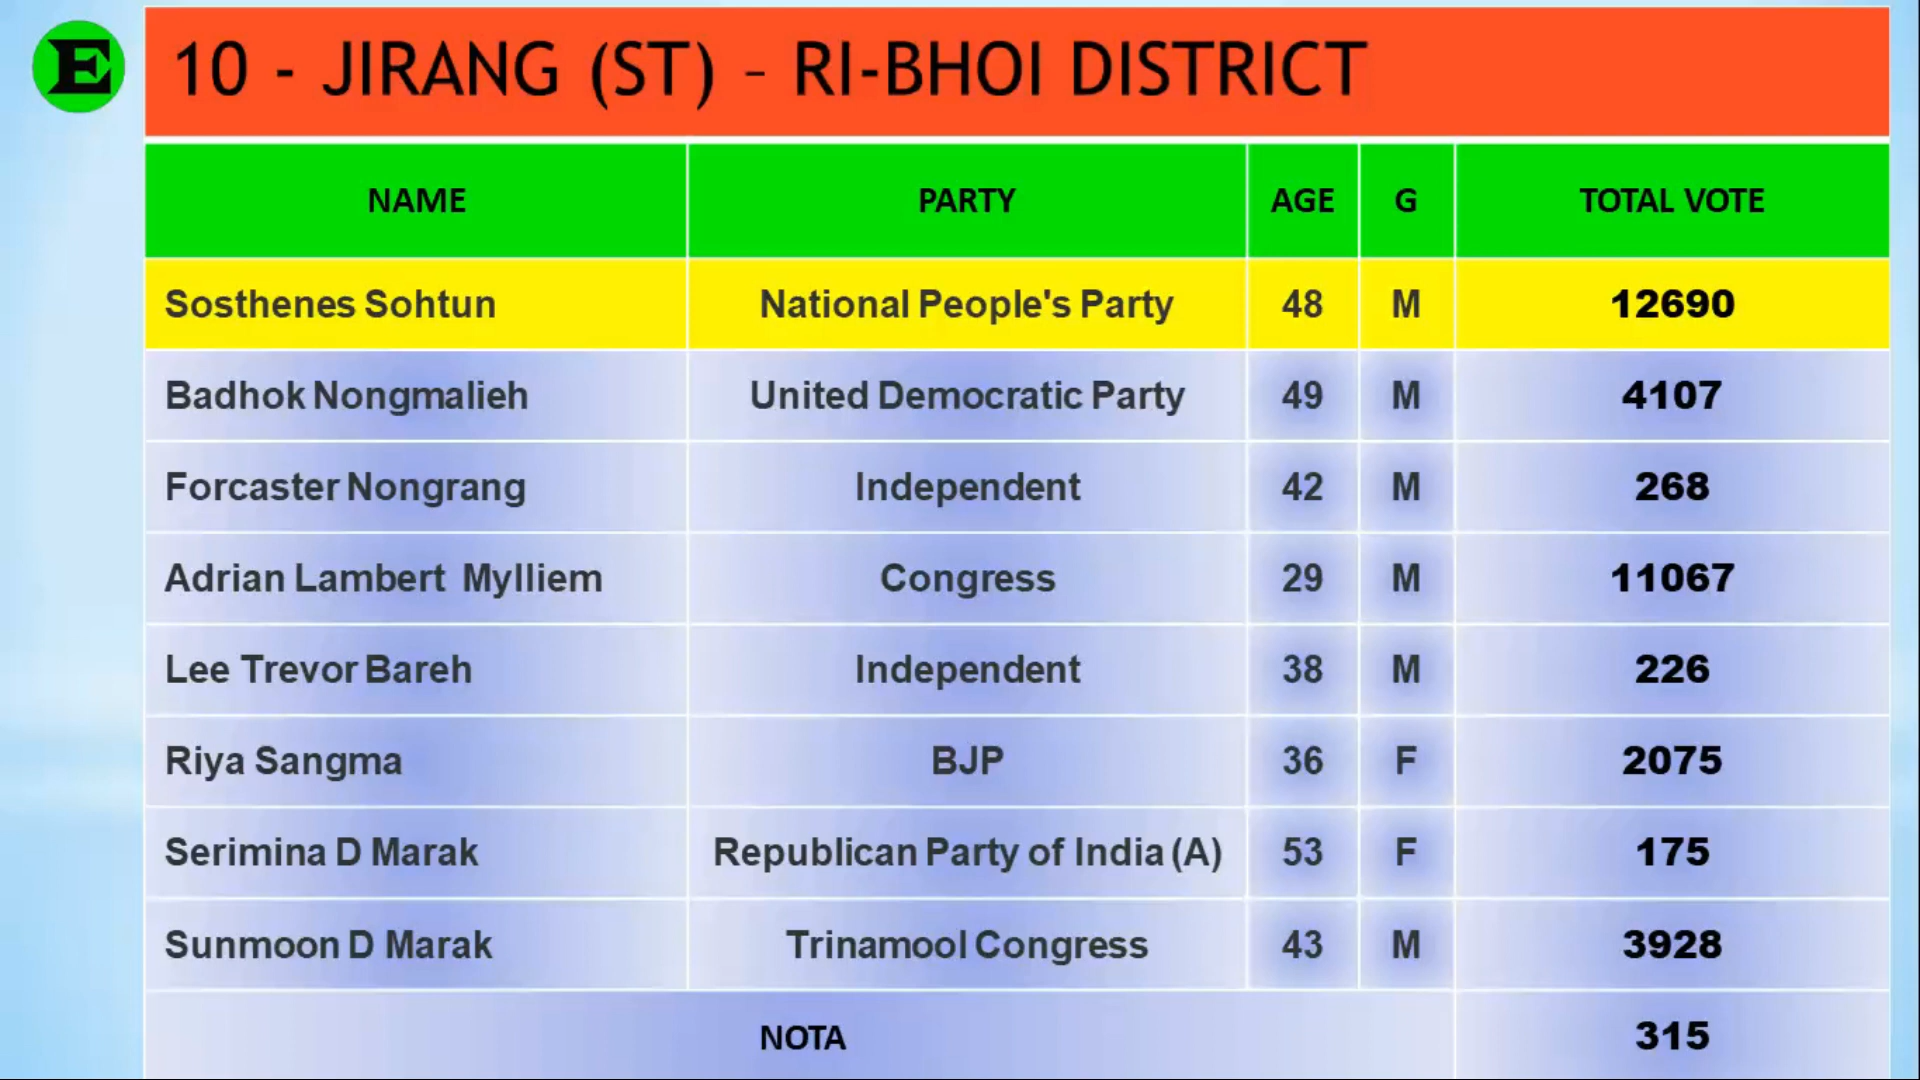 E
10 - JIRANG (ST) - RI-BHOI DISTRICT
NAME PARTY AGE G TOTAL VOTE
Sosthenes Sohtun National People's Party 48 M 12690
Badhok Nongmalieh United Democratic Party 49 M 4107
Forcaster Nongrang Independent 42 M 268
Adrian Lambert Mylliem Congress 29 M 11067
Lee Trevor Bareh Independent 38 M 226
Riya Sangma BJP 36 F 2075
Serimina D Marak Republican Party of India (A) 53 F 175
Sunmoon D Marak Trinamool Congress 43 M 3928
NOTA 315